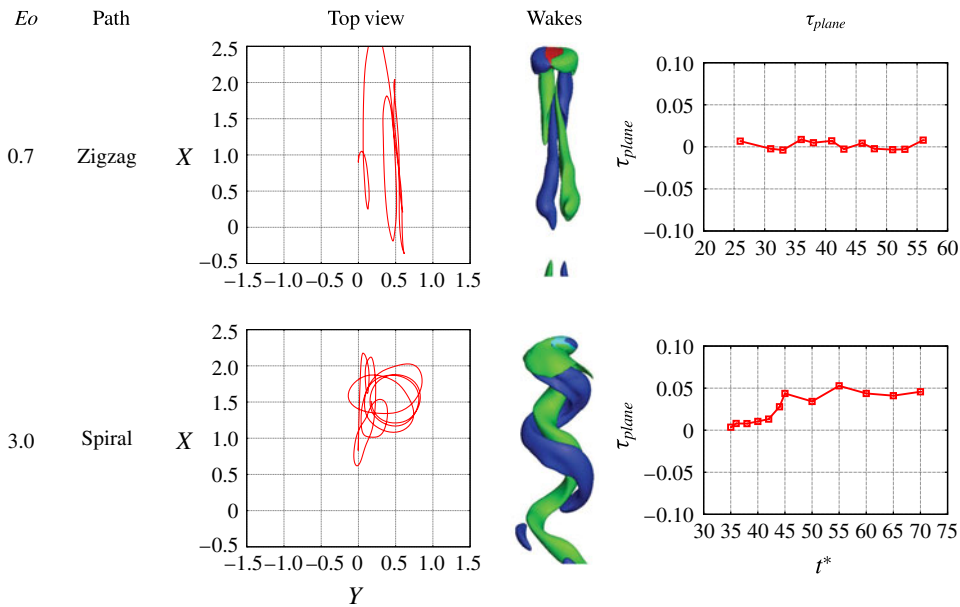 Eo Path Top view Wakes τplane
0.7 Zigzag
X
2.5
2.0
1.5
1.0
0.5
0
−0.5
−1.5 −1.0 −0.5 0 0.5 1.0 1.5
τplane
0.10
0.05
0
−0.05
−0.10
20 25 30 35 40 45 50 55 60
3.0 Spiral
X
2.5
2.0
1.5
1.0
0.5
0
−0.5
−1.5 −1.0 −0.5 0 0.5 1.0 1.5
Y
τplane
0.10
0.05
0
−0.05
−0.10
30 35 40 45 50 55 60 65 70 75
t*